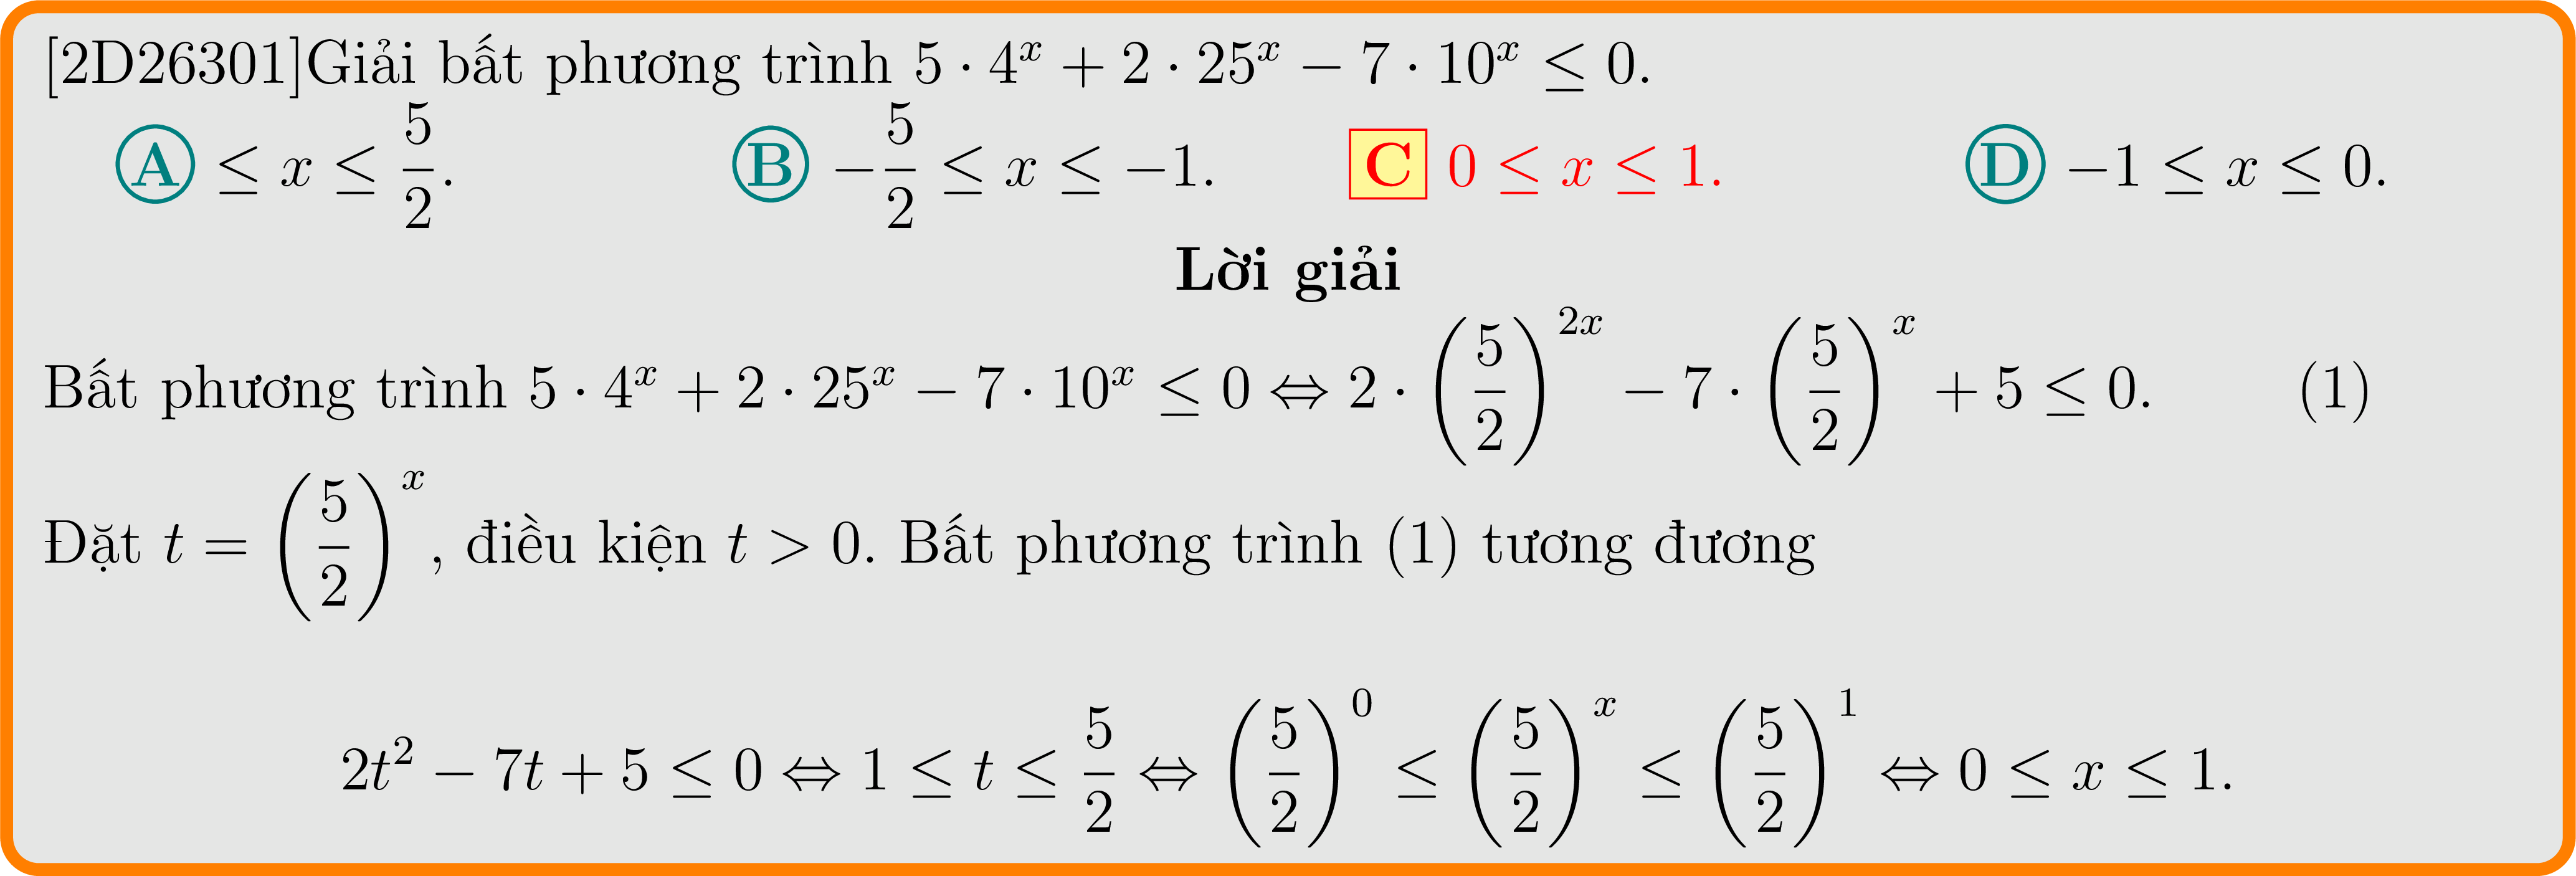 [2D26301]Giải bất phương trình $5 \cdot 4^x + 2 \cdot 25^x - 7 \cdot 10^x \leq 0.$
A $\leq x \leq \frac{5}{2}.$ B $-\frac{5}{2} \leq x \leq -1.$ C $0 \leq x \leq 1.$ D $-1 \leq x \leq 0.$
Lời giải
Bất phương trình $5 \cdot 4^x + 2 \cdot 25^x - 7 \cdot 10^x \leq 0 \Leftrightarrow 2 \cdot \left(\frac{5}{2}\right)^{2x} - 7 \cdot \left(\frac{5}{2}\right)^x + 5 \leq 0.$ (1)
Đặt $t = \left(\frac{5}{2}\right)^x$, điều kiện $t > 0$. Bất phương trình (1) tương đương
$2t^2 - 7t + 5 \leq 0 \Leftrightarrow 1 \leq t \leq \frac{5}{2} \Leftrightarrow \left(\frac{5}{2}\right)^0 \leq \left(\frac{5}{2}\right)^x \leq \left(\frac{5}{2}\right)^1 \Leftrightarrow 0 \leq x \leq 1.$